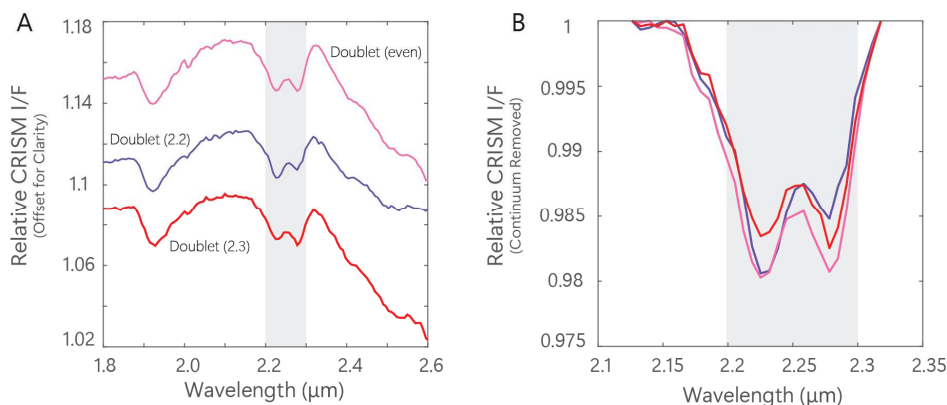 A
Relative CRISM I/F
(Offset for Clarity)
1.18
1.14
1.1
1.06
1.02
Doublet (even)
Doublet (2.2)
Doublet (2.3)
1.8
2.0
2.2
2.4
2.6
Wavelength (μm)
B
Relative CRISM I/F
(Continuum Removed)
1
0.995
0.99
0.985
0.98
0.975
2.1
2.15
2.2
2.25
2.3
2.35
Wavelength (μm)